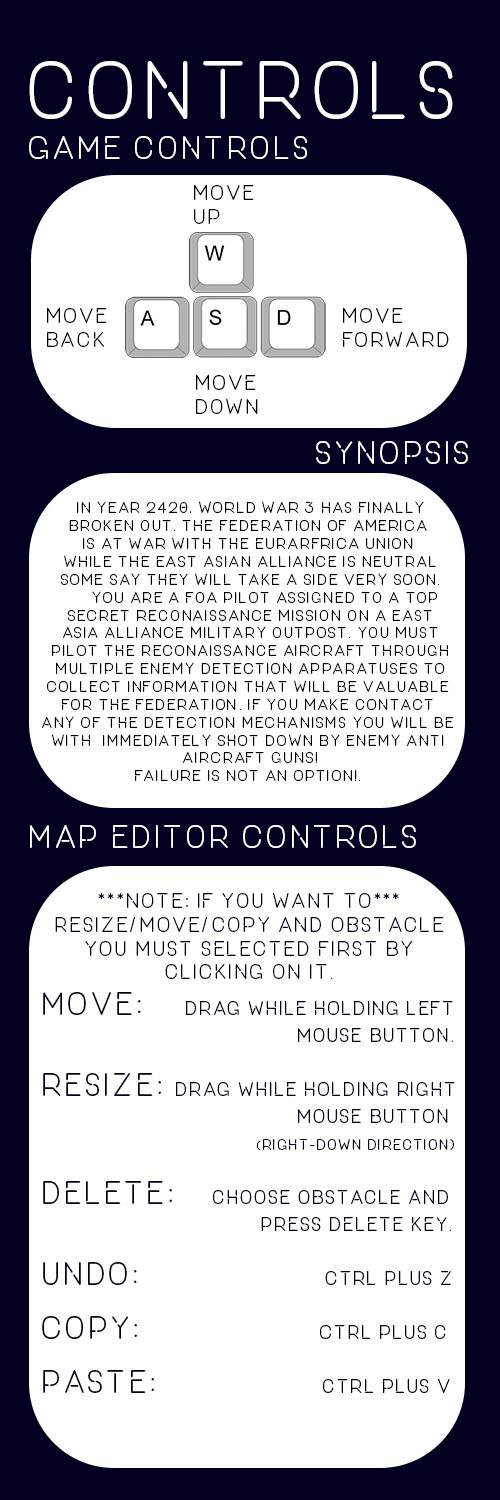 CONTROLS
GAME CONTROLS
MOVE
UP
W
MOVE
BACK
A
S
D
MOVE
FORWARD
MOVE
DOWN
SYNOPSIS
IN YEAR 2420. WORLD WAR 3 HAS FINALLY
BROKEN OUT. THE FEDERATION OF AMERICA
IS AT WAR WITH THE EURARFRICA UNION
WHILE THE EAST ASIAN ALLIANCE IS NEUTRAL
SOME SAY THEY WILL TAKE A SIDE VERY SOON.
YOU ARE A FOA PILOT ASSIGNED TO A TOP
SECRET RECONAISSANCE MISSION ON A EAST
ASIA ALLIANCE MILITARY OUTPOST. YOU MUST
PILOT THE RECONAISSANCE AIRCRAFT THROUGH
MULTIPLE ENEMY DETECTION APPARATUSES TO
COLLECT INFORMATION THAT WILL BE VALUABLE
FOR THE FEDERATION. IF YOU MAKE CONTACT
ANY OF THE DETECTION MECHANISMS YOU WILL BE
WITH IMMEDIATELY SHOT DOWN BY ENEMY ANTI
AIRCRAFT GUNS!
FAILURE IS NOT AN OPTION!.
MAP EDITOR CONTROLS
***NOTE: IF YOU WANT TO***
RESIZE/MOVE/COPY AND OBSTACLE
YOU MUST SELECTED FIRST BY
CLICKING ON IT.
MOVE: DRAG WHILE HOLDING LEFT
MOUSE BUTTON.
RESIZE: DRAG WHILE HOLDING RIGHT
MOUSE BUTTON
(RIGHT-DOWN DIRECTION)
DELETE: CHOOSE OBSTACLE AND
PRESS DELETE KEY.
UNDO: CTRL PLUS Z
COPY: CTRL PLUS C
PASTE: CTRL PLUS V